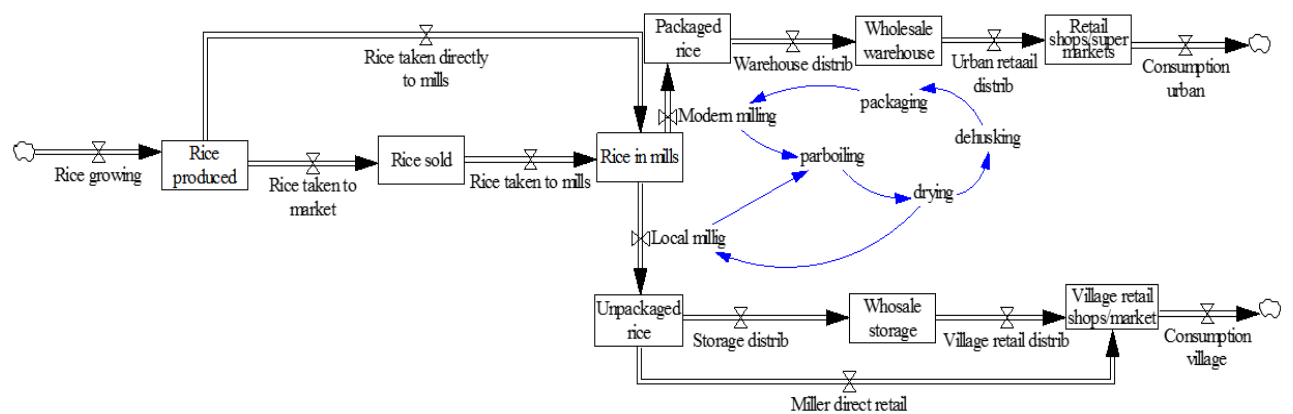 Packaged
rice
Warehouse distrib
Wholesale
warehouse
Urban retaail
distrib
Retail
shops/super
markets
Consumption
urban
Rice taken directly
to mills
Modern milling
packaging
dehusking
parboiling
drying
Rice growing
Rice
produced
Rice taken to
market
Rice sold
Rice taken to mills
Rice in mills
Local millig
Unpackaged
rice
Storage distrib
Whosale
storage
Village retail distrib
Village retail
shops/market
Consumption
village
Miller direct retail